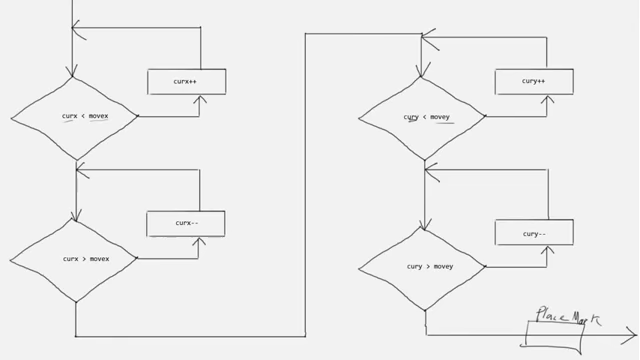 curx++
curx < movex
curx--
curx > movex
cury++
cury < movey
cury--
cury > movey
Place Mark